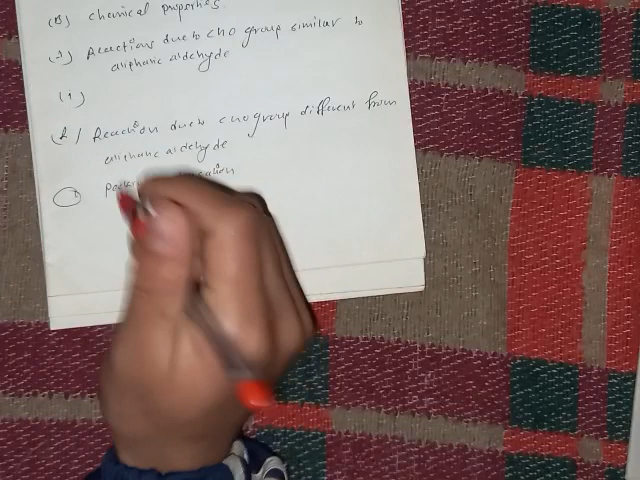 (B) chemical properties.
(1) Reactions due to CHO group similar to
aliphatic aldehyde
(i)
(2) Reaction due to CHO group different from
aliphatic aldehyde
(1)